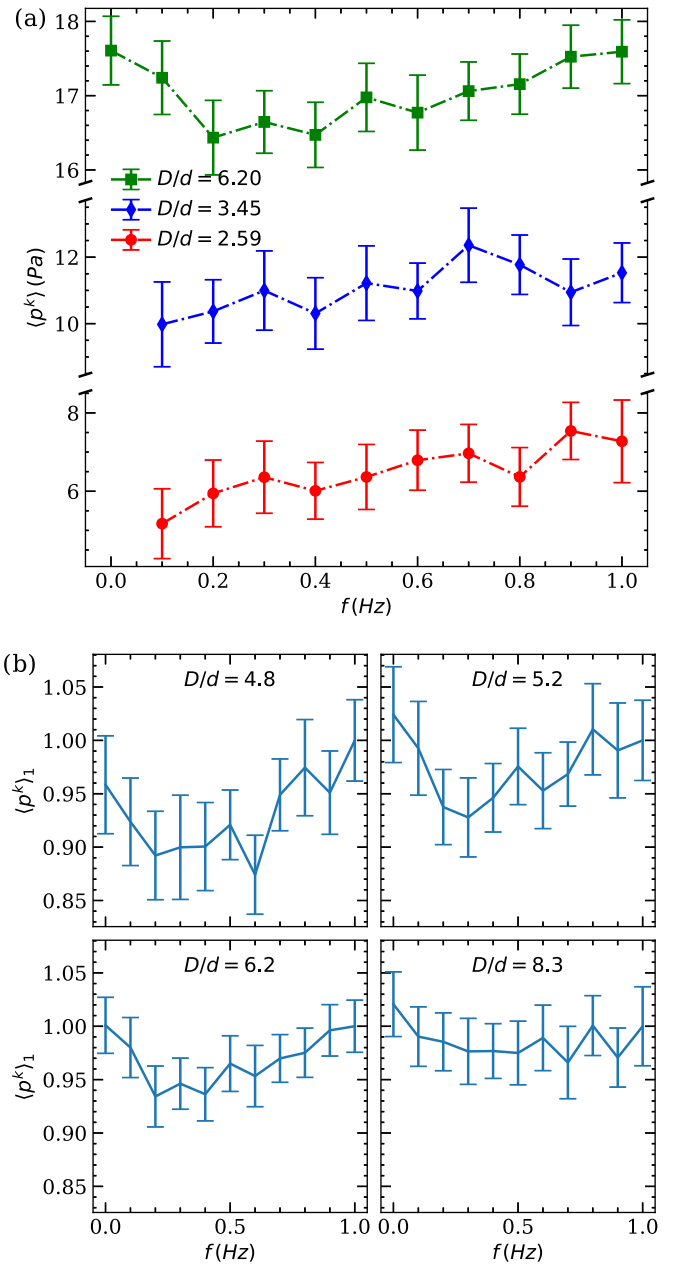 (a)
18
17
16
D/d = 6.20
D/d = 3.45
D/d = 2.59
12
10
8
6
⟨p^k⟩ (Pa)
0.0 0.2 0.4 0.6 0.8 1.0
f (Hz)
(b)
D/d = 4.8
D/d = 5.2
1.05
1.00
0.95
0.90
0.85
⟨p^k⟩₁
D/d = 6.2
D/d = 8.3
1.05
1.00
0.95
0.90
0.85
⟨p^k⟩₁
0.0 0.5 1.0 0.0 0.5 1.0
f (Hz) f (Hz)